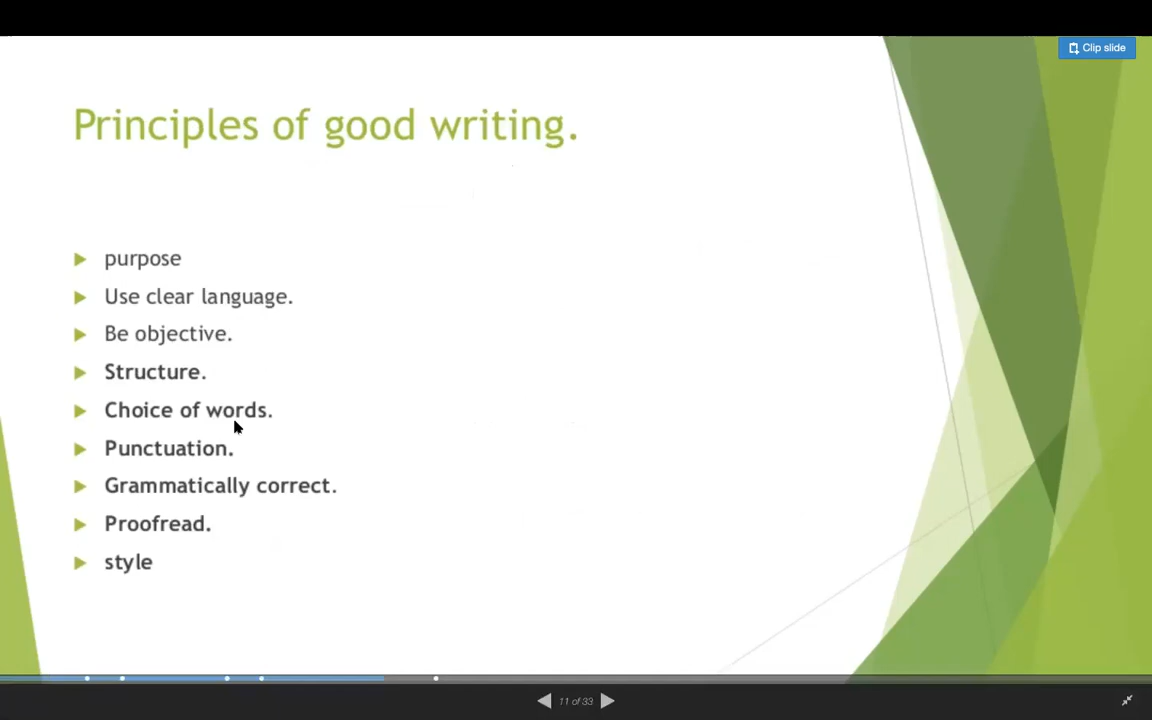 Clip slide
Principles of good writing.
purpose
Use clear language.
Be objective.
Structure.
Choice of words.
Punctuation.
Grammatically correct.
Proofread.
style
11 of 33